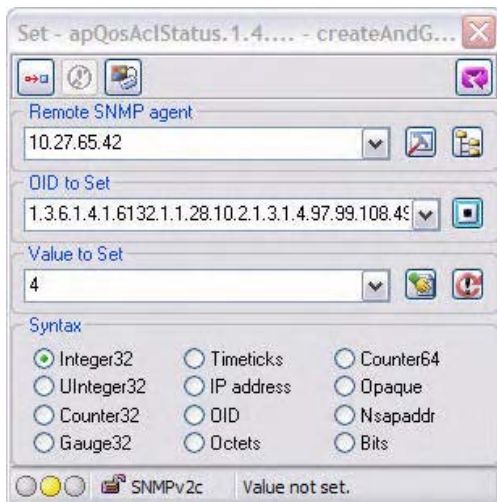 Set - apQosAclStatus.1.4.... - createAndG...
Remote SNMP agent
10.27.65.42
OID to Set
1.3.6.1.4.1.6132.1.1.28.10.2.1.3.1.4.97.99.108.49
Value to Set
4
Syntax
Integer32 Timeticks Counter64
UInteger32 IP address Opaque
Counter32 OID Nsapaddr
Gauge32 Octets Bits
SNMPv2c Value not set.